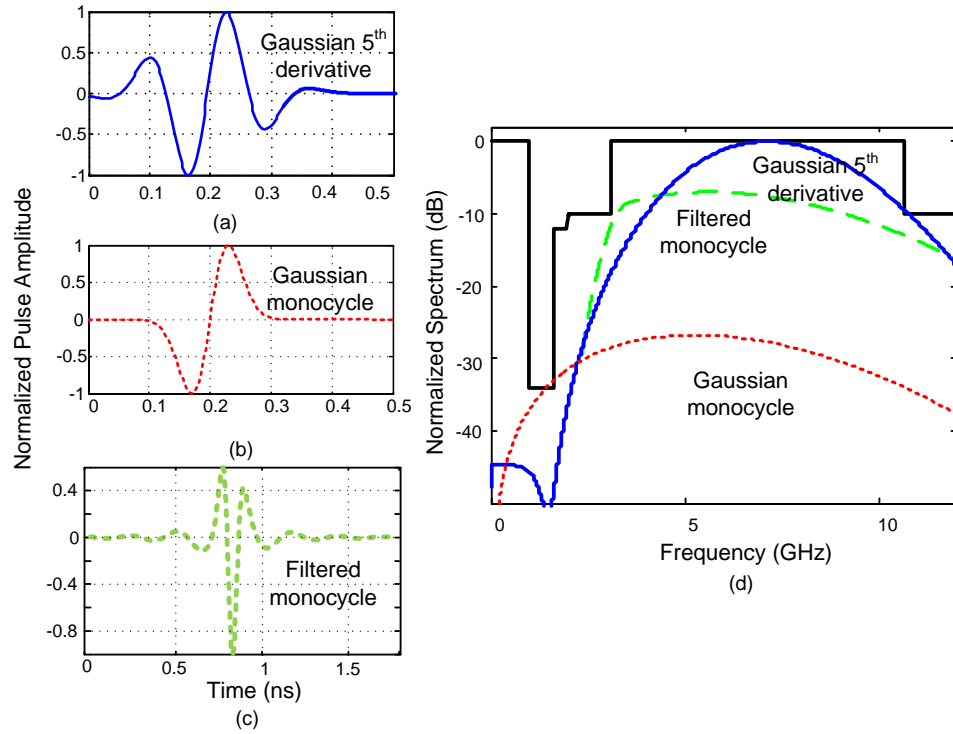 Normalized Pulse Amplitude
1
0.5
0
-0.5
-1
Gaussian 5th
derivative
0 0.1 0.2 0.3 0.4 0.5
(a)
1
0.5
0
-0.5
-1
Gaussian
monocycle
0 0.1 0.2 0.3 0.4 0.5
(b)
0.4
0
-0.4
-0.8
Filtered
monocycle
0 0.5 1 1.5
Time (ns)
(c)
Normalized Spectrum (dB)
0
-10
-20
-30
-40
Gaussian 5th
derivative
Filtered
monocycle
Gaussian
monocycle
0 5 10
Frequency (GHz)
(d)